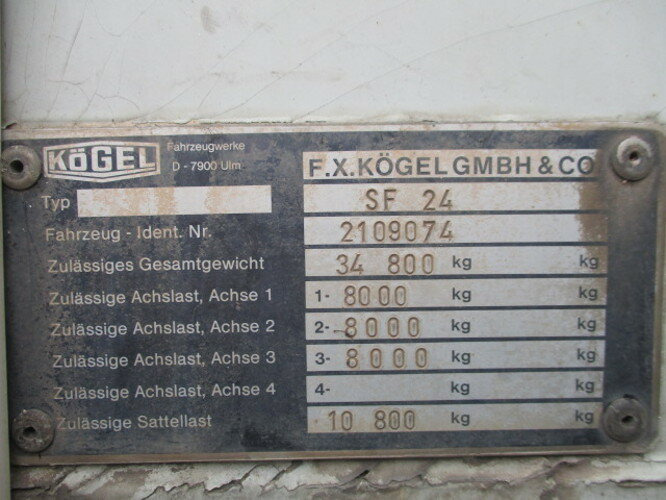 KÖGEL Fahrzeugwerke
D - 7900 Ulm
F.X.KÖGEL GMBH & CO
Typ SF 24
Fahrzeug - Ident. Nr. 2109074
Zulässiges Gesamtgewicht 34 800 kg kg
Zulässige Achslast, Achse 1 1- 8000 kg kg
Zulässige Achslast, Achse 2 2- 8000 kg kg
Zulässige Achslast, Achse 3 3- 8000 kg kg
Zulässige Achslast, Achse 4 4- kg kg
Zulässige Sattellast 10 800 kg kg